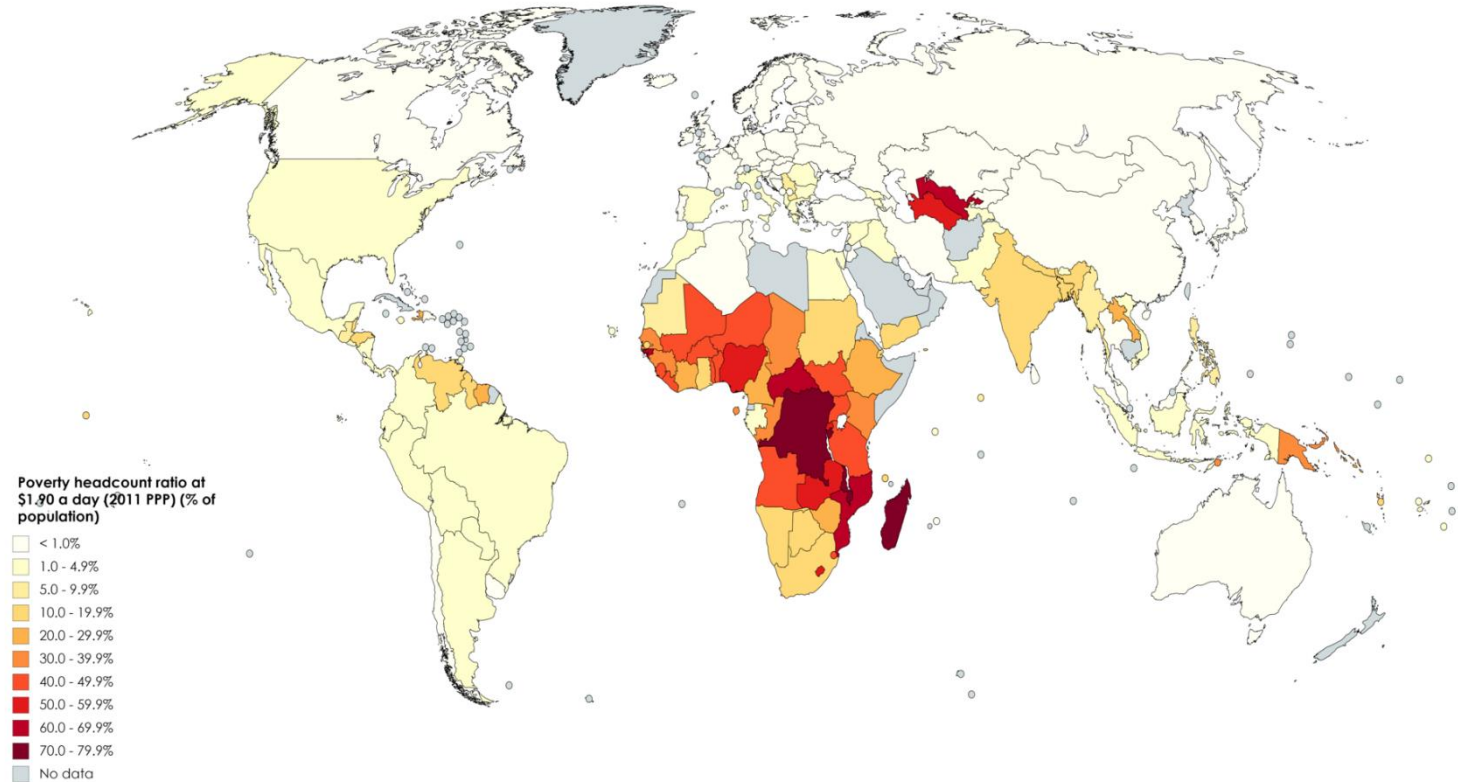 Poverty headcount ratio at
$1.90 a day (2011 PPP) (% of
population)
< 1.0%
1.0 - 4.9%
5.0 - 9.9%
10.0 - 19.9%
20.0 - 29.9%
30.0 - 39.9%
40.0 - 49.9%
50.0 - 59.9%
60.0 - 69.9%
70.0 - 79.9%
No data